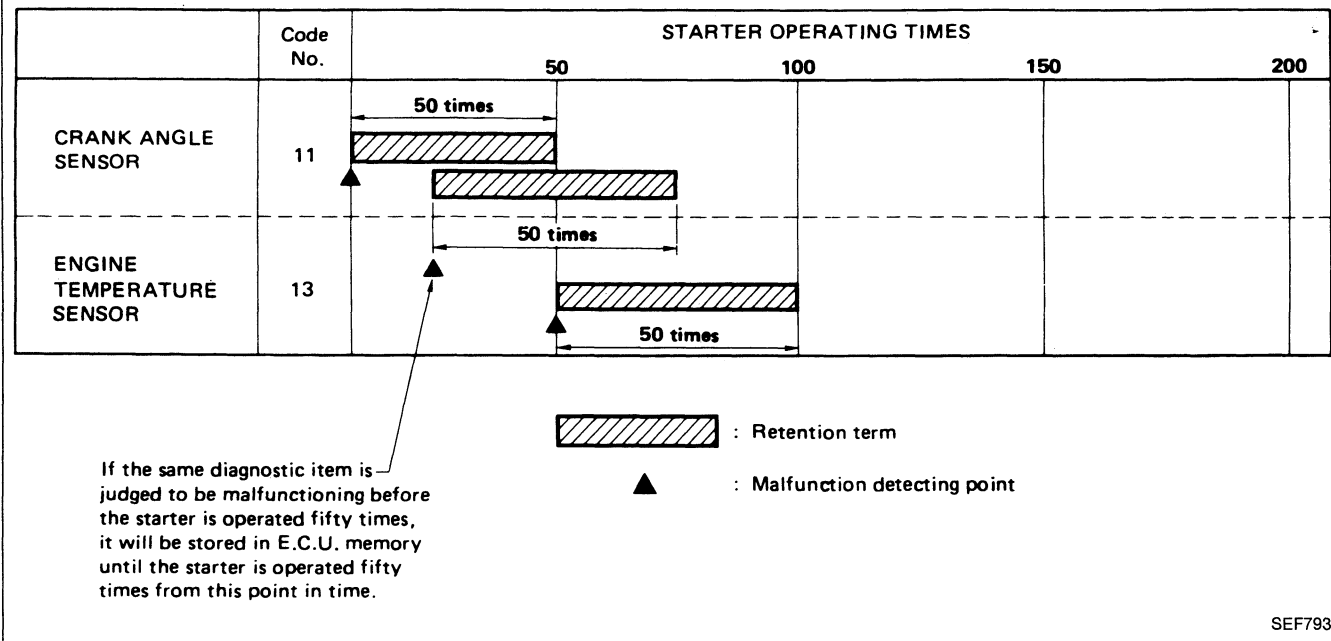 Code
No.
STARTER OPERATING TIMES
50
100
150
200
CRANK ANGLE
SENSOR
11
50 times
50 times
ENGINE
TEMPERATURE
SENSOR
13
50 times
: Retention term
: Malfunction detecting point
If the same diagnostic item is
judged to be malfunctioning before
the starter is operated fifty times,
it will be stored in E.C.U. memory
until the starter is operated fifty
times from this point in time.
SEF793